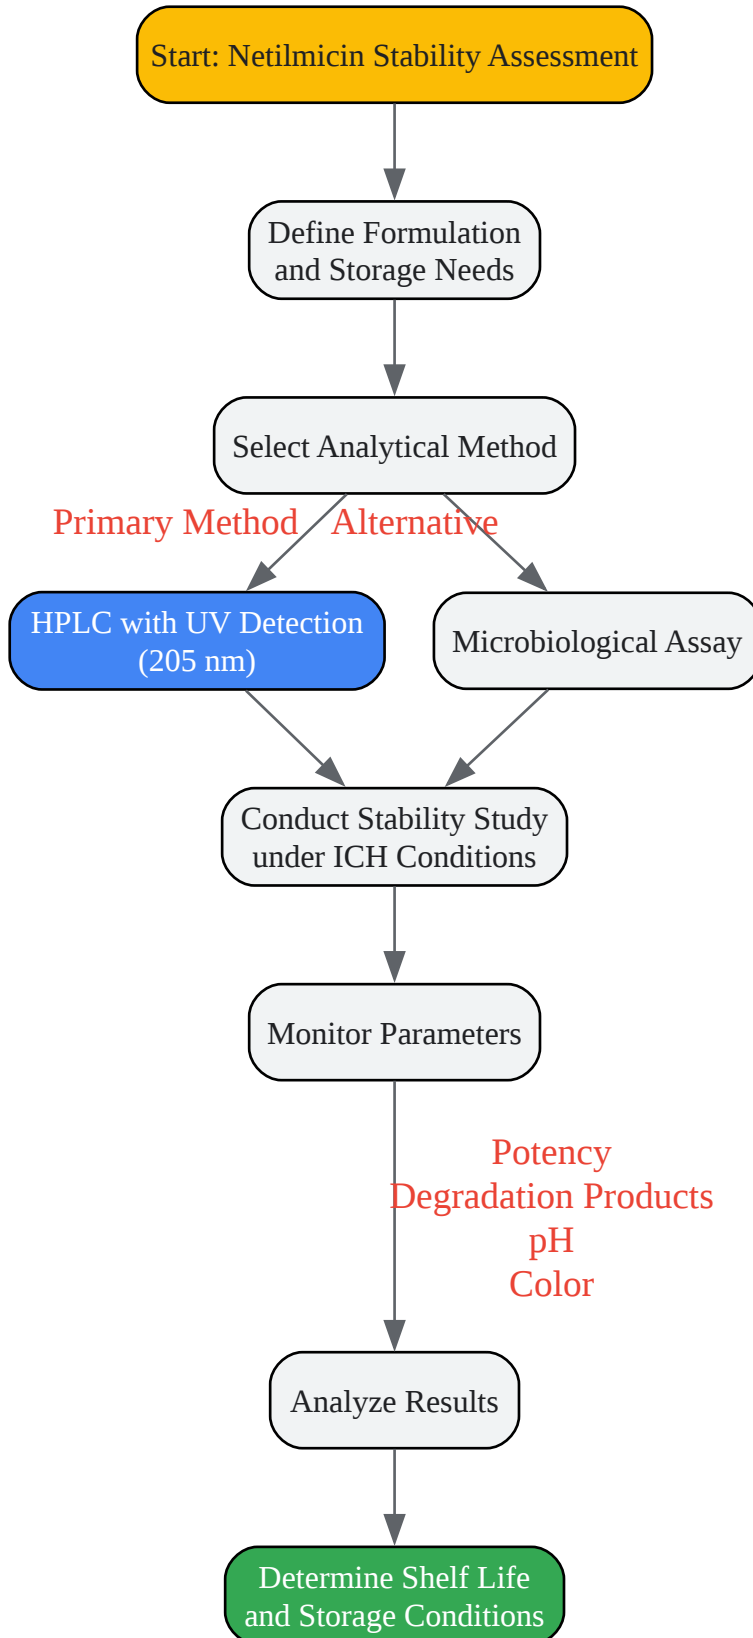 Start: Netilmicin Stability Assessment
Define Formulation
and Storage Needs
Select Analytical Method
Primary Method
Alternative
HPLC with UV Detection
(205 nm)
Microbiological Assay
Conduct Stability Study
under ICH Conditions
Monitor Parameters
Potency
Degradation Products
pH
Color
Analyze Results
Determine Shelf Life
and Storage Conditions